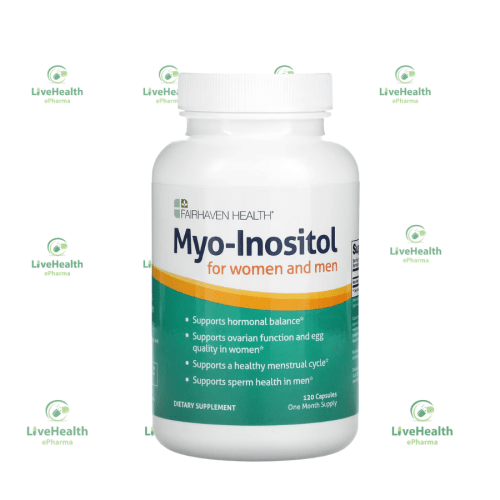 LiveHealth
ePharma
LiveHealth
ePharma
LiveHealth
ePharma
LiveHealth
ePharma
FAIRHAVEN HEALTH
Myo-Inositol
for women and men
Supports hormonal balance*
Supports ovarian function and egg
quality in women*
Supports a healthy menstrual cycle*
Supports sperm health in men*
DIETARY SUPPLEMENT
120 Capsules
One Month Supply
LiveHealth
ePharma
LiveHealth
ePharma
LiveHealth
ePharma
LiveHealth
ePharma